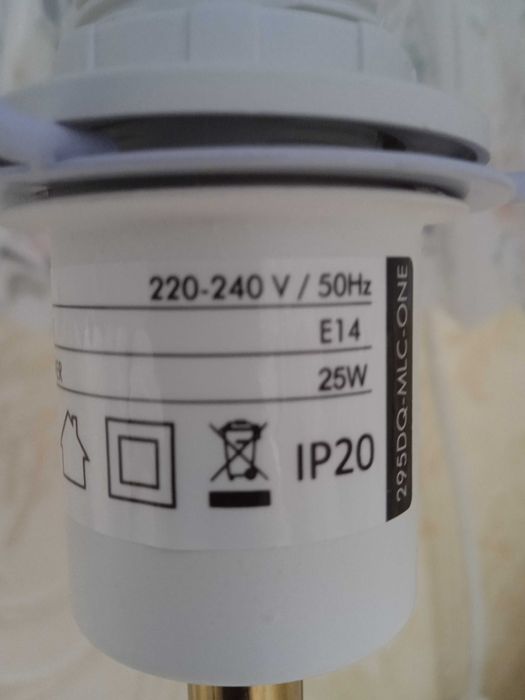 220-240 V / 50Hz
E14
25W
IP20
295DQ-MLC-ONE